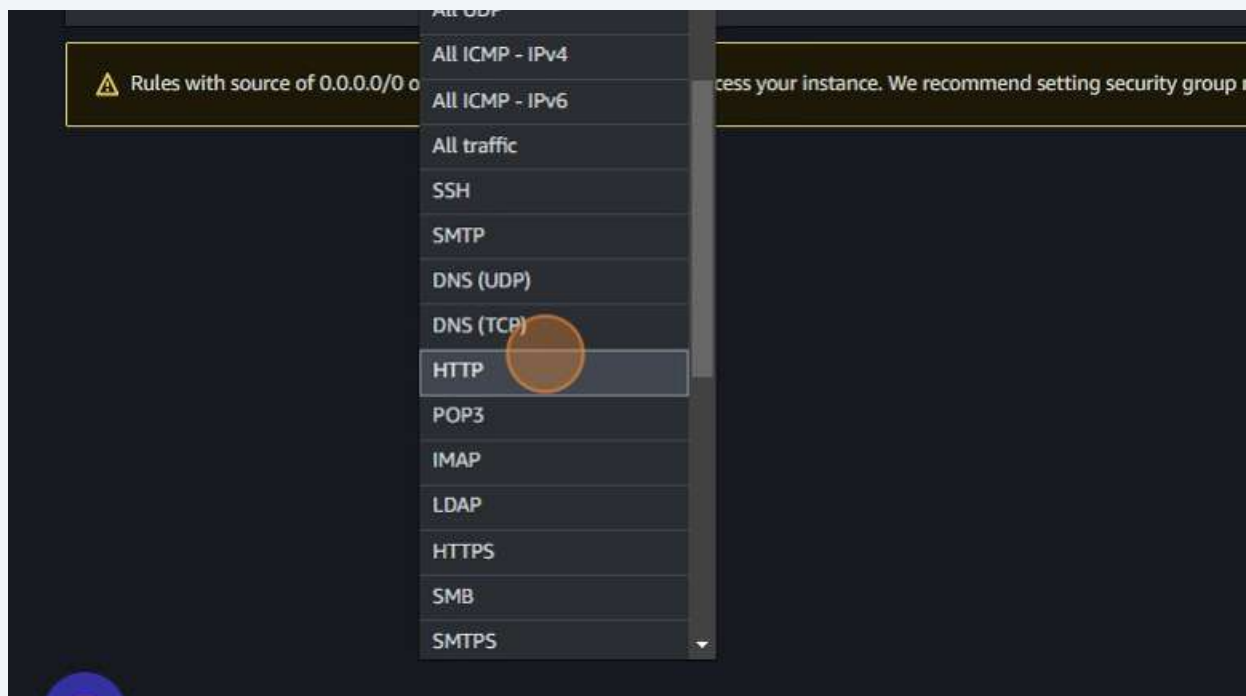 All UDP
All ICMP - IPv4
Rules with source of 0.0.0.0/0 o cess your instance. We recommend setting security group r
All ICMP - IPv6
All traffic
SSH
SMTP
DNS (UDP)
DNS (TCP)
HTTP
POP3
IMAP
LDAP
HTTPS
SMB
SMTPS